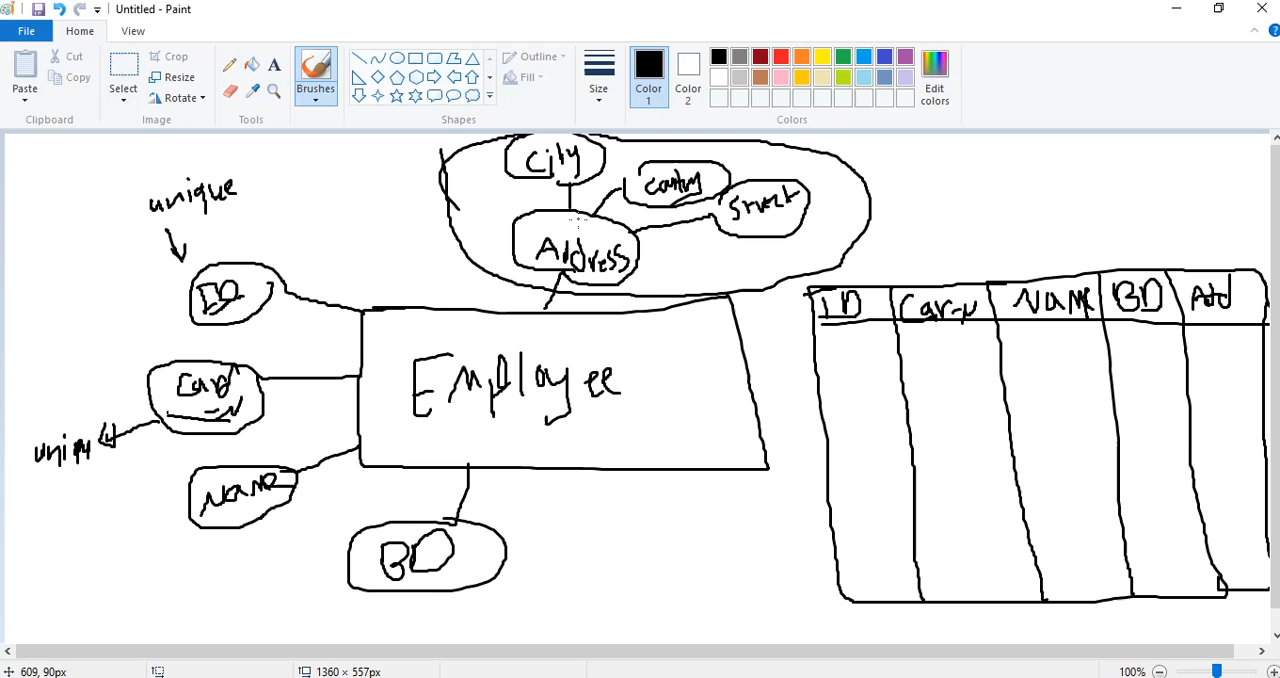 Untitled - Paint
File
Home
View
Paste
Cut
Copy
Clipboard
Select
Crop
Resize
Rotate
Image
Tools
Brushes
Outline
Fill
Shapes
Size
Color
1
Color
2
Edit
colors
Colors
City
Street
Address
unique
ID
Employee
Name
BD
ID
Car-N
Name
BD
Add
609, 90px
1360 × 557px
100%